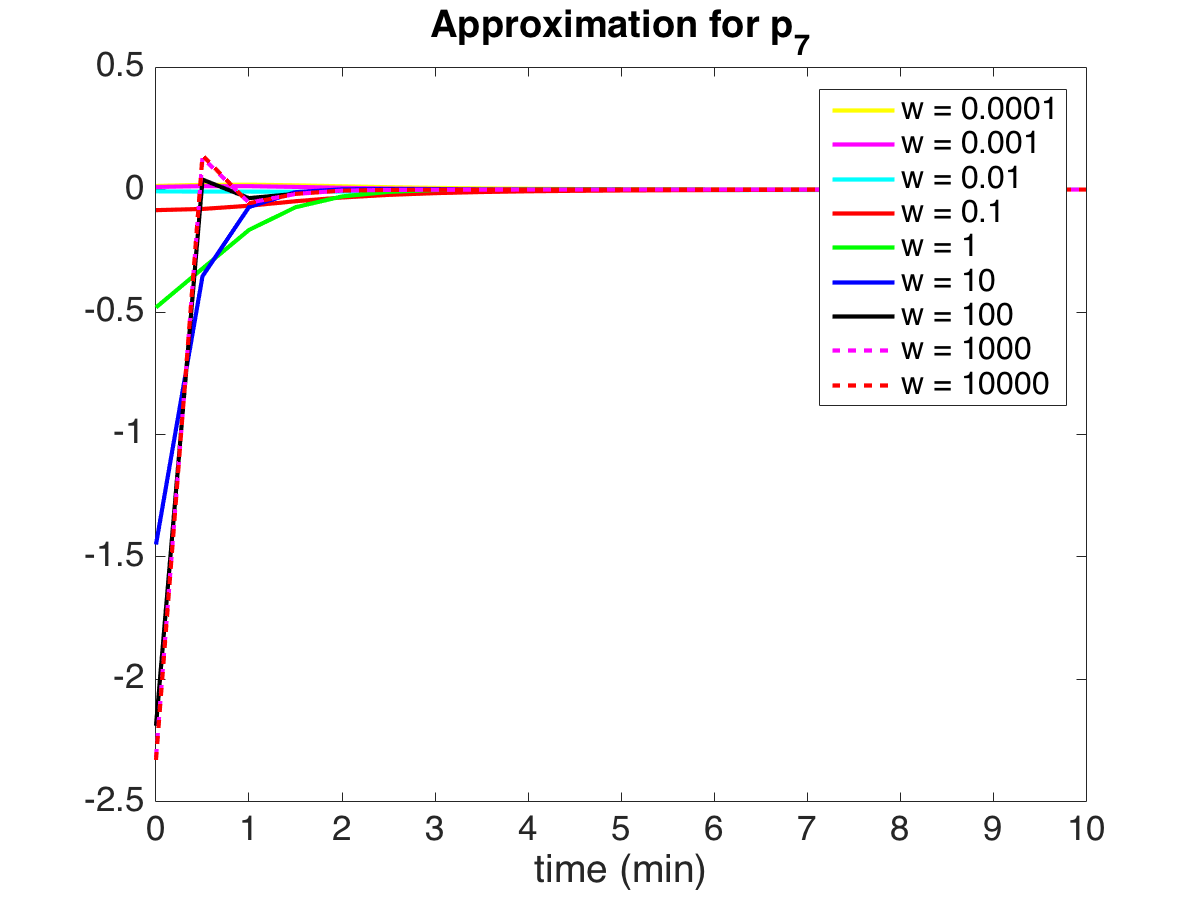 Approximation for p7
0.5
0
-0.5
-1
-1.5
-2
-2.5
w = 0.0001
w = 0.001
w = 0.01
w = 0.1
w = 1
w = 10
w = 100
w = 1000
w = 10000
0 1 2 3 4 5 6 7 8 9 10
time (min)